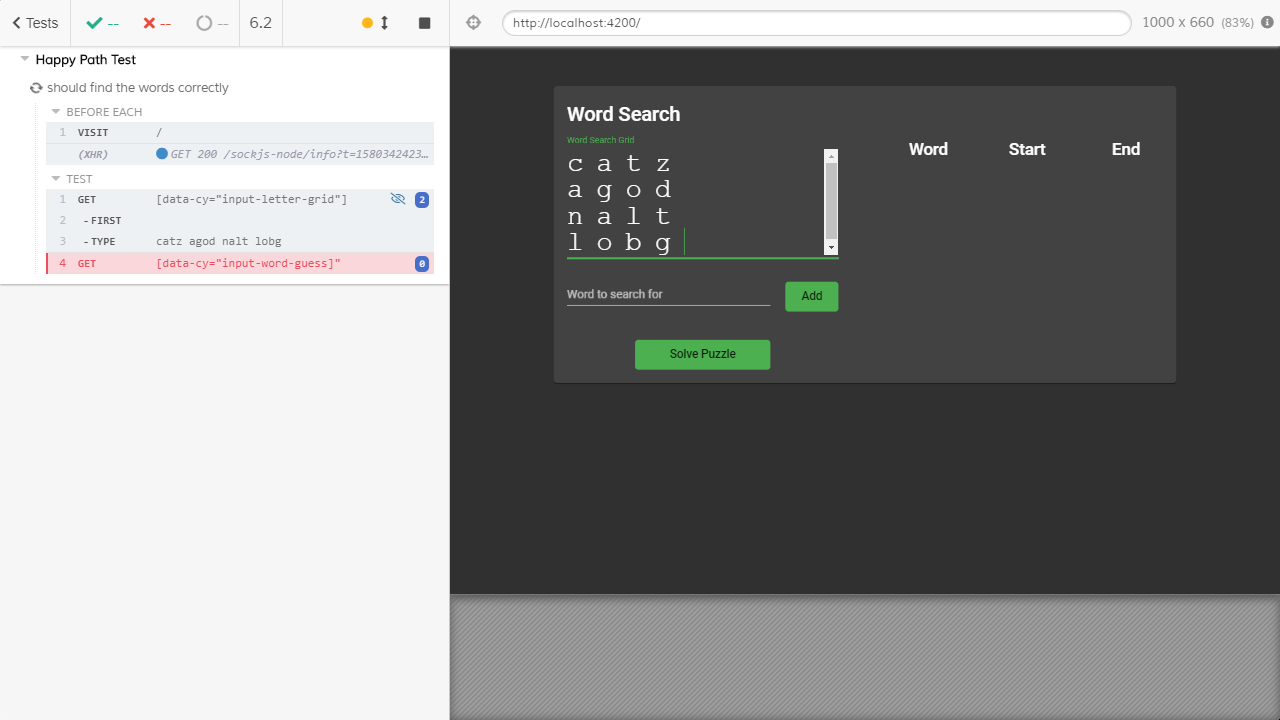 Tests
--
--
--
6.2
http://localhost:4200/
1000 x 660 (83%)
Happy Path Test
should find the words correctly
BEFORE EACH
1 VISIT /
(XHR) GET 200 /sockjs-node/info?t=1580342423…
TEST
1 GET [data-cy="input-letter-grid"] 2
2 -FIRST
3 -TYPE catz agod nalt lobg
4 GET [data-cy="input-word-guess]" 0
Word Search
Word Search Grid
c a t z
a g o d
n a l t
l o b g
Word to search for
Add
Solve Puzzle
Word Start End